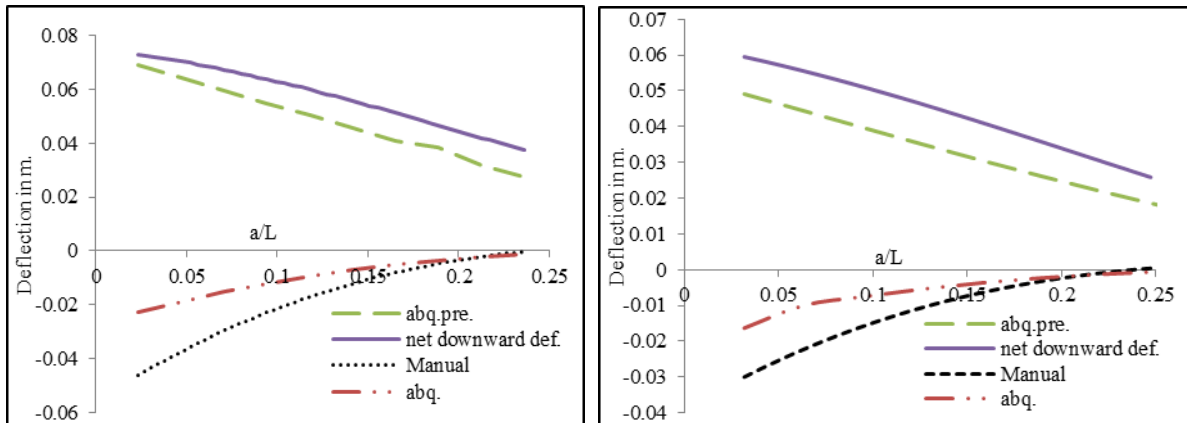 0.08
0.06
0.04
0.02
0
-0.02
-0.04
-0.06
Deflection in m.
a/L
0 0.05 0.1 0.15 0.2 0.25
abq.pre.
net downward def.
Manual
abq.
0.07
0.06
0.05
0.04
0.03
0.02
0.01
0
-0.01
-0.02
-0.03
-0.04
Deflection in m.
a/L
0 0.05 0.1 0.15 0.2 0.25
abq.pre.
net downward def.
Manual
abq.